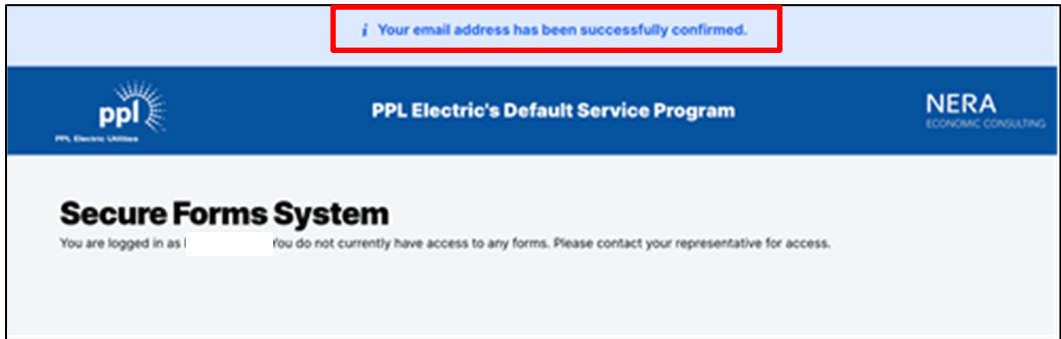 i Your email address has been successfully confirmed.
ppl
PPL Electric Utilities
PPL Electric's Default Service Program
NERA
ECONOMIC CONSULTING
Secure Forms System
You are logged in as You do not currently have access to any forms. Please contact your representative for access.